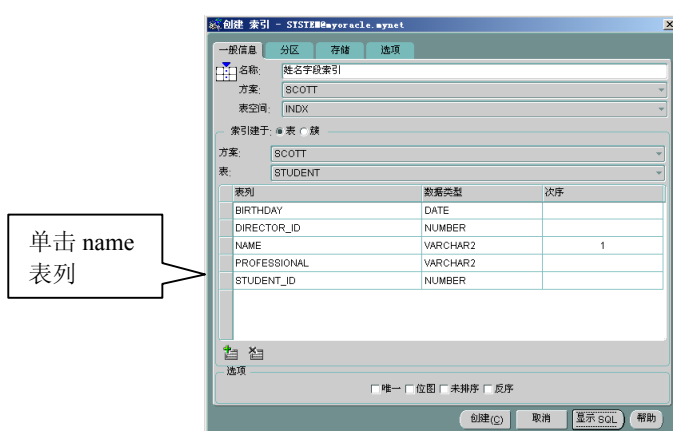 创建 索引 - SYSTEM@myoracle.mynet
一般信息 分区 存储 选项
名称: 姓名字段索引
方案: SCOTT
表空间: INDX
索引建于: 表 簇
方案: SCOTT
表: STUDENT
表列 数据类型 次序
BIRTHDAY DATE
DIRECTOR_ID NUMBER
NAME VARCHAR2 1
PROFESSIONAL VARCHAR2
STUDENT_ID NUMBER
单击 name
表列
选项
唯一 位图 未排序 反序
创建(C) 取消 显示 SQL 帮助